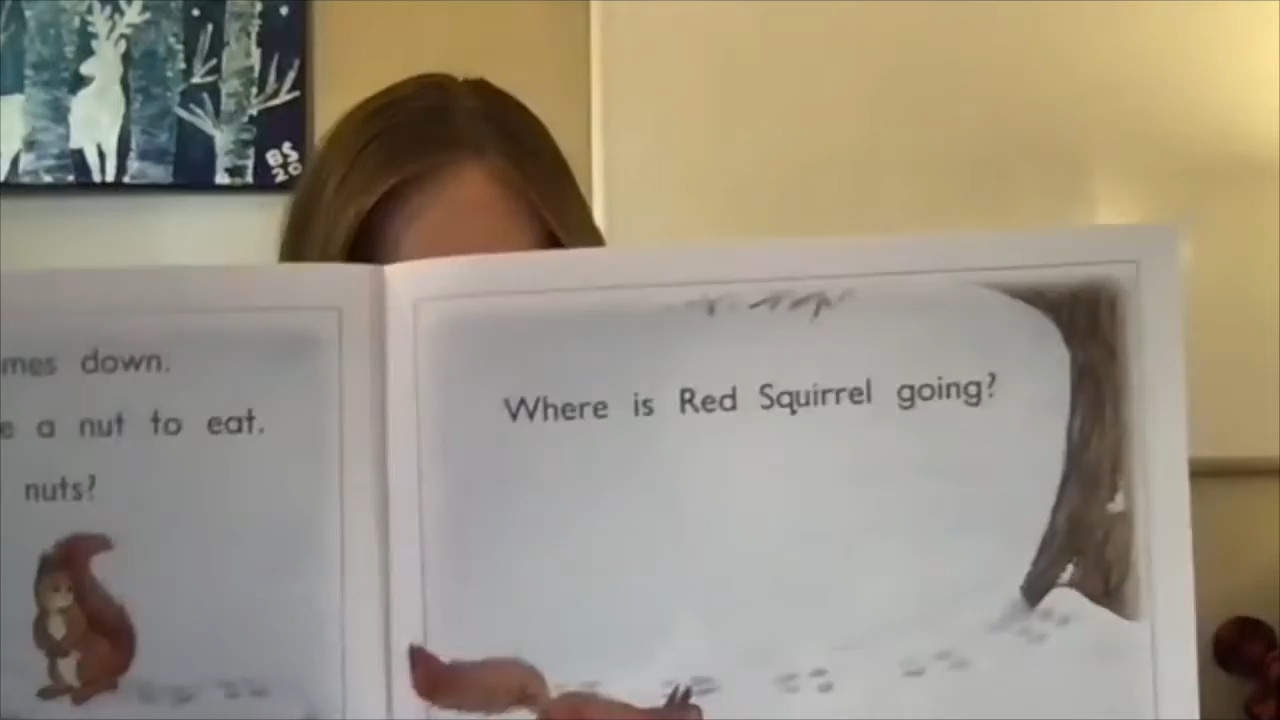 BS
20
mes down.
e a nut to eat.
nuts?
Where is Red Squirrel going?